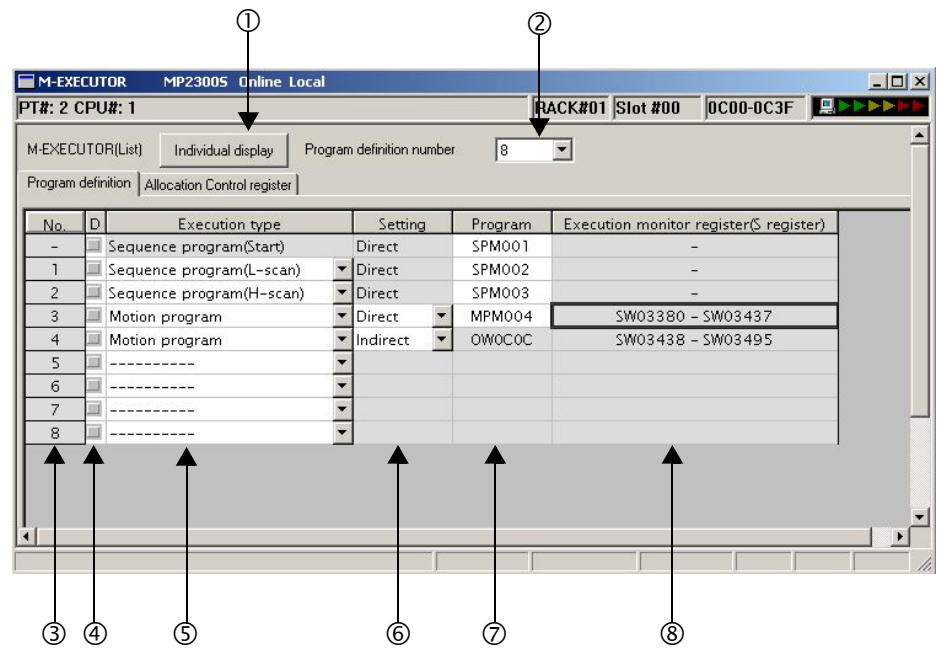 ① ②
M-EXECUTOR MP2300S Online Local
PT#: 2 CPU#: 1 RACK#01 Slot #00 0C00-0C3F
M-EXECUTOR(List) Individual display Program definition number 8
Program definition Allocation Control register
No. D Execution type Setting Program Execution monitor register(S register)
– Sequence program(Start) Direct SPM001 –
1 Sequence program(L-scan) Direct SPM002 –
2 Sequence program(H-scan) Direct SPM003 –
3 Motion program Direct MPM004 SW03380 – SW03437
4 Motion program Indirect OW0C0C SW03438 – SW03495
5 ----------
6 ----------
7 ----------
8 ----------
③ ④ ⑤ ⑥ ⑦ ⑧